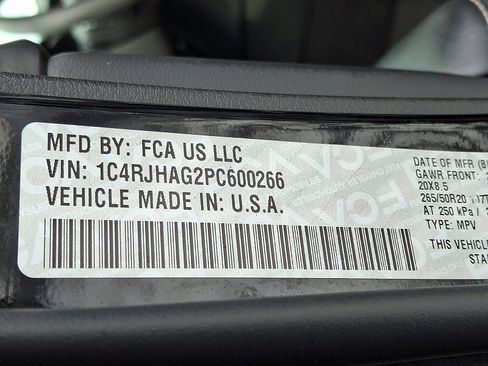 MFD BY: FCA US LLC
VIN: 1C4RJHAG2PC600266
VEHICLE MADE IN: U.S.A.
DATE OF MFR
GAWR FRONT:
20X8.5
265/50R20
AT 250 kPa
TYPE: MPV
THIS VEHICLE